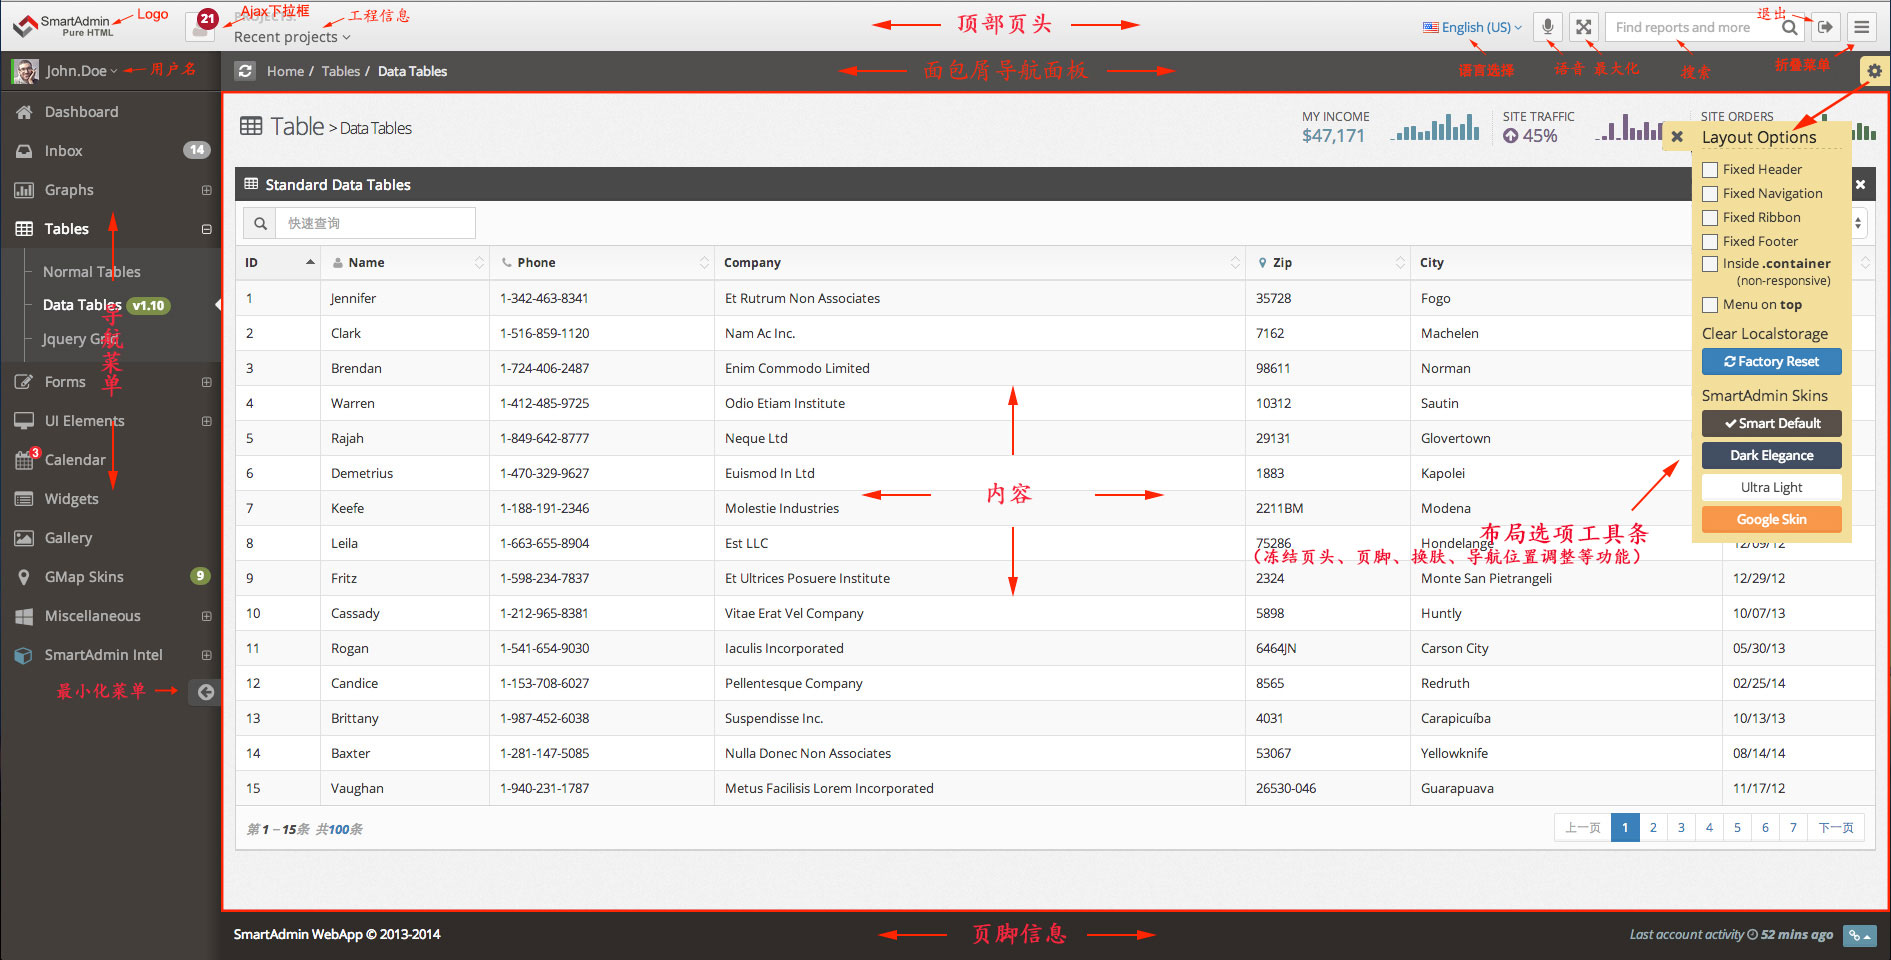 SmartAdmin
Pure HTML
Logo
21
Ajax下拉框
PROJECTS:
工程信息
Recent projects
顶部页头
English (US)
Find reports and more
退出
John.Doe
用户名
Home / Tables / Data Tables
面包屑导航面板
语言选择
语音
最大化
搜索
折叠菜单
Dashboard
Inbox
14
Graphs
Tables
Normal Tables
Data Tables
v1.10
Jquery Grid
导航菜单
Forms
UI Elements
Calendar
3
Widgets
Gallery
GMap Skins
9
Miscellaneous
SmartAdmin Intel
最小化菜单
Table > Data Tables
MY INCOME
$47,171
SITE TRAFFIC
45%
SITE ORDERS
Standard Data Tables
快速查询
ID Name Phone Company Zip City
1 Jennifer 1-342-463-8341 Et Rutrum Non Associates 35728 Fogo
2 Clark 1-516-859-1120 Nam Ac Inc. 7162 Machelen
3 Brendan 1-724-406-2487 Enim Commodo Limited 98611 Norman
4 Warren 1-412-485-9725 Odio Etiam Institute 10312 Sautin
5 Rajah 1-849-642-8777 Neque Ltd 29131 Glovertown
6 Demetrius 1-470-329-9627 Euismod In Ltd 1883 Kapolei
7 Keefe 1-188-191-2346 Molestie Industries 2211BM Modena
8 Leila 1-663-655-8904 Est LLC 75286 Hondelange 12/09/12
9 Fritz 1-598-234-7837 Et Ultrices Posuere Institute 2324 Monte San Pietrangeli 12/29/12
10 Cassady 1-212-965-8381 Vitae Erat Vel Company 5898 Huntly 10/07/13
11 Rogan 1-541-654-9030 Iaculis Incorporated 6464JN Carson City 05/30/13
12 Candice 1-153-708-6027 Pellentesque Company 8565 Redruth 02/25/14
13 Brittany 1-987-452-6038 Suspendisse Inc. 4031 Carapicuíba 10/13/13
14 Baxter 1-281-147-5085 Nulla Donec Non Associates 53067 Yellowknife 08/14/14
15 Vaughan 1-940-231-1787 Metus Facilisis Lorem Incorporated 26530-046 Guarapuava 11/17/12
内容
布局选项工具条
(冻结页头、页脚、换肤、导航位置调整等功能)
Layout Options
Fixed Header
Fixed Navigation
Fixed Ribbon
Fixed Footer
Inside .container
(non-responsive)
Menu on top
Clear Localstorage
Factory Reset
SmartAdmin Skins
Smart Default
Dark Elegance
Ultra Light
Google Skin
第 1 – 15条 共100条
上一页 1 2 3 4 5 6 7 下一页
SmartAdmin WebApp © 2013-2014
页脚信息
Last account activity 52 mins ago